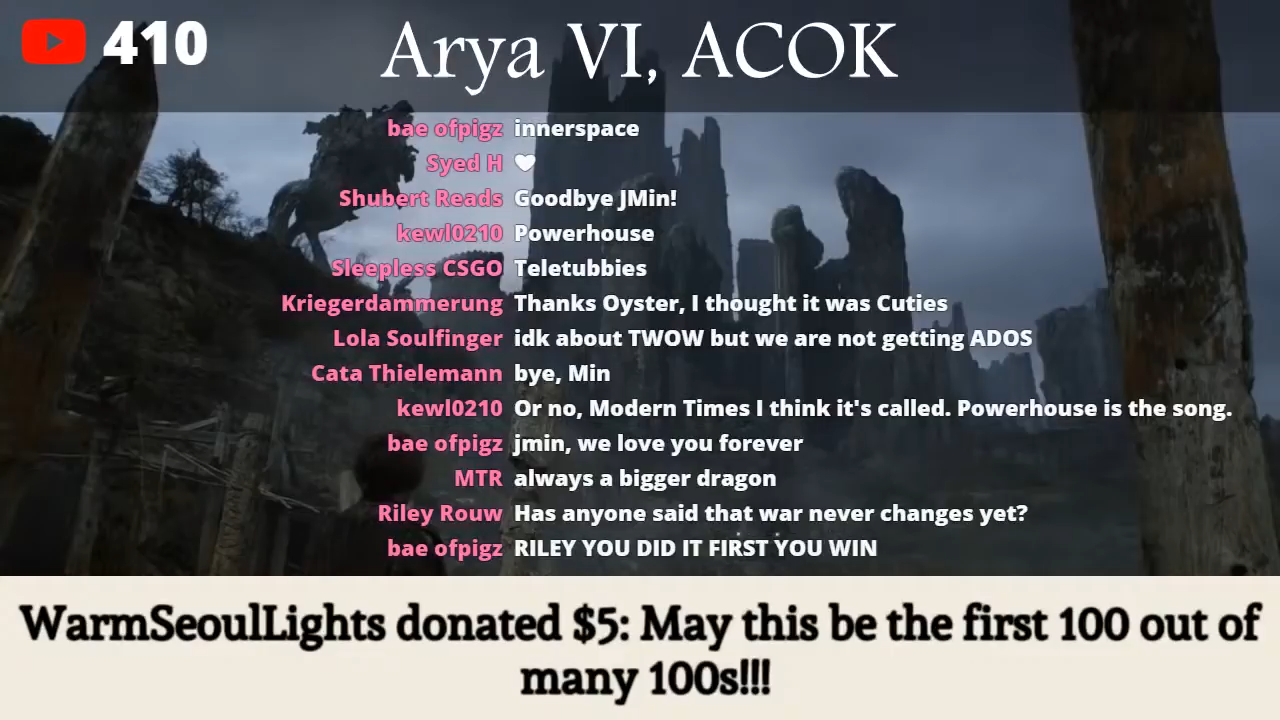 410
Arya VI, ACOK
bae ofpigz innerspace
Syed H 🤍
Shubert Reads Goodbye JMin!
kewl0210 Powerhouse
Sleepless CSGO Teletubbies
Kriegerdammerung Thanks Oyster, I thought it was Cuties
Lola Soulfinger idk about TWOW but we are not getting ADOS
Cata Thielemann bye, Min
kewl0210 Or no, Modern Times I think it's called. Powerhouse is the song.
bae ofpigz jmin, we love you forever
MTR always a bigger dragon
Riley Rouw Has anyone said that war never changes yet?
bae ofpigz RILEY YOU DID IT FIRST YOU WIN
WarmSeoulLights donated $5: May this be the first 100 out of
many 100s!!!